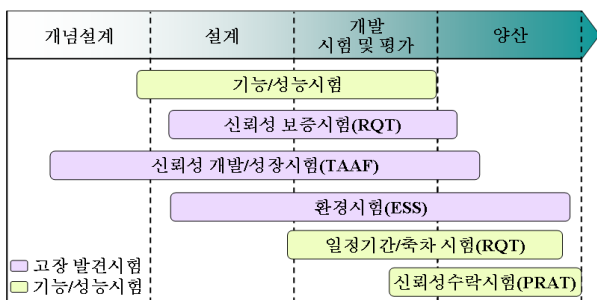 개념설계
설계
개발
시험 및 평가
양산
기능/성능시험
신뢰성 보증시험(RQT)
신뢰성 개발/성장시험(TAAF)
환경시험(ESS)
일정기간/축차 시험(RQT)
신뢰성수락시험(PRAT)
고장 발견시험
기능/성능시험